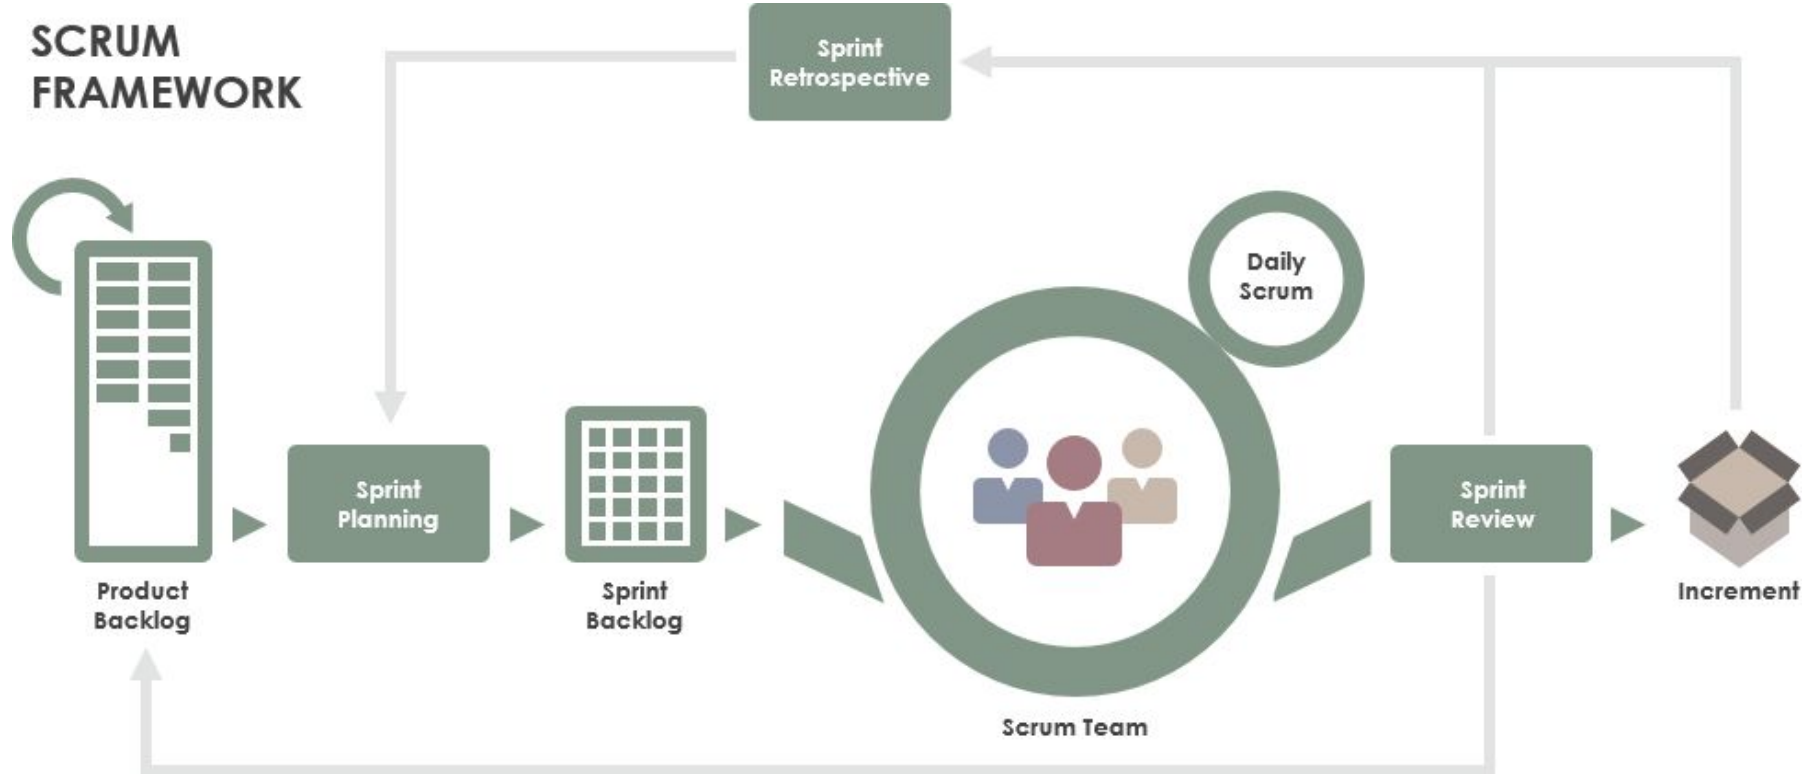 SCRUM
FRAMEWORK
Sprint
Retrospective
Daily
Scrum
Sprint
Planning
Sprint
Review
Product
Backlog
Sprint
Backlog
Increment
Scrum Team